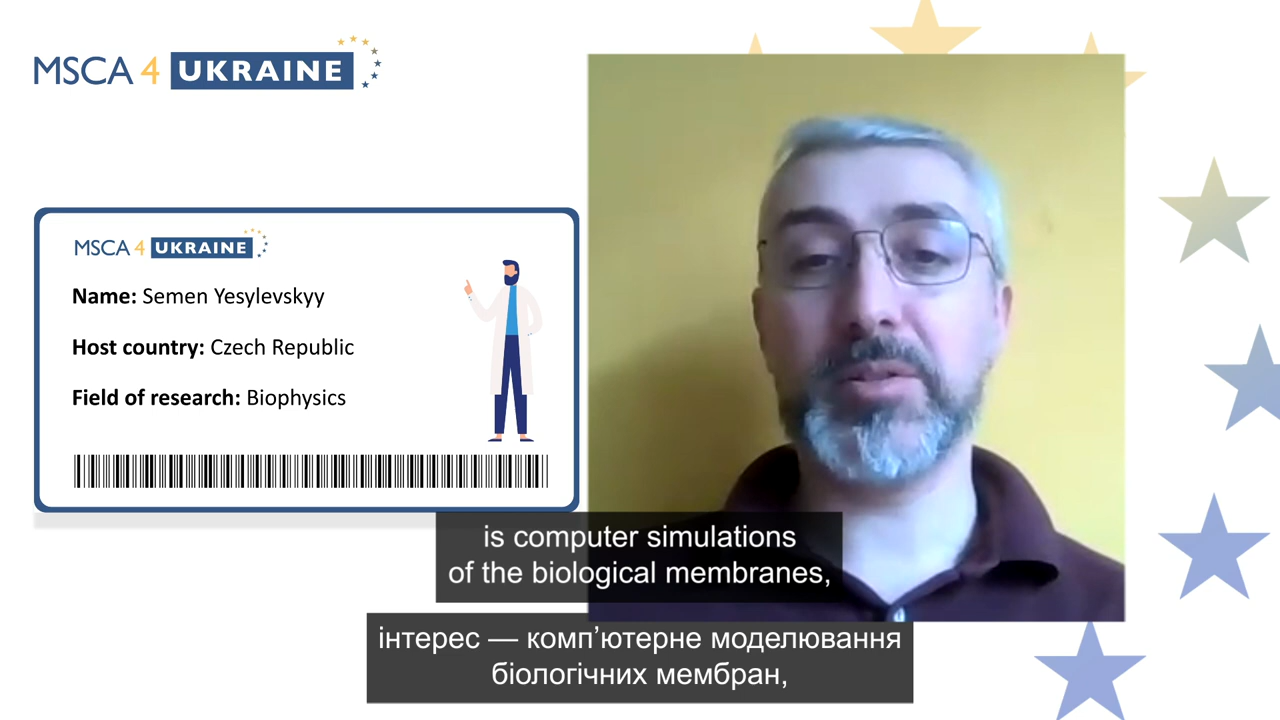 MSCA 4 UKRAINE
MSCA 4 UKRAINE
Name: Semen Yesylevskyy
Host country: Czech Republic
Field of research: Biophysics
is computer simulations
of the biological membranes,
інтерес — комп’ютерне моделювання
біологічних мембран,